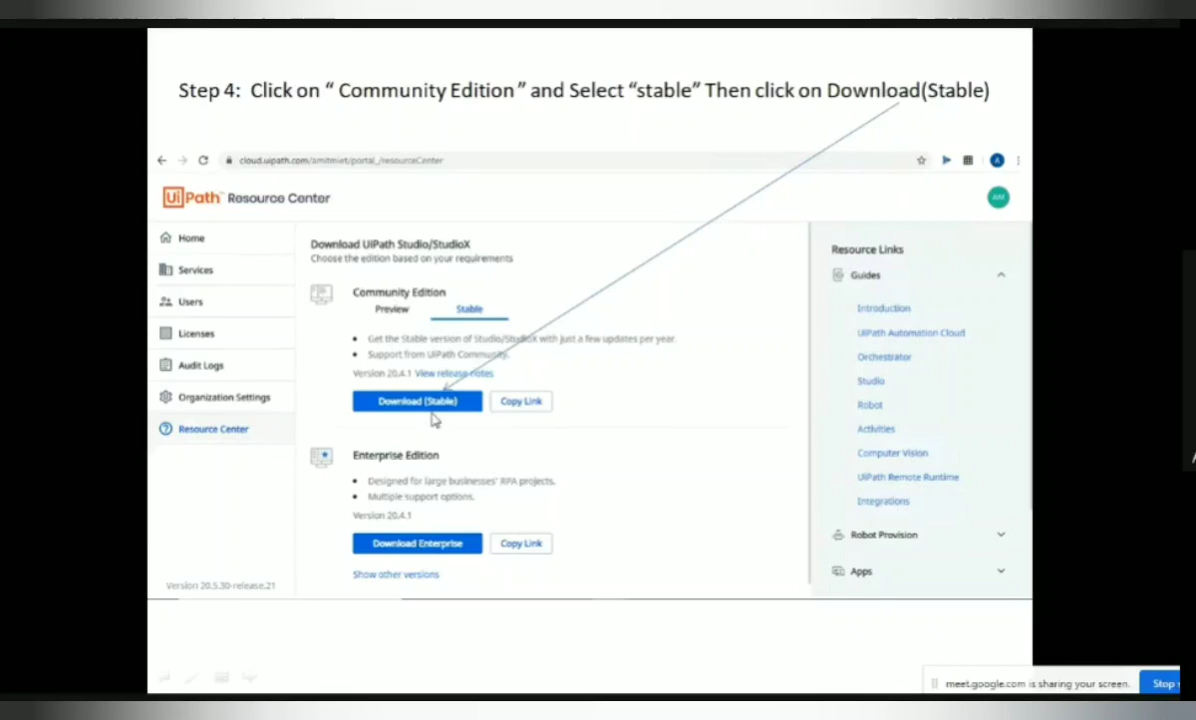 Step 4: Click on “ Community Edition ” and Select “stable” Then click on Download(Stable)
cloud.uipath.com/amitmiet/portal_/resourceCenter
A
UiPath Resource Center
AM
Home
Services
Users
Licenses
Audit Logs
Organization Settings
Resource Center
Version 20.5.30-release.21
Download UiPath Studio/StudioX
Choose the edition based on your requirements
Community Edition
Preview Stable
Get the Stable version of Studio/StudioX with just a few updates per year.
Support from UiPath Community.
Version 20.4.1 View release notes
Download (Stable) Copy Link
Enterprise Edition
Designed for large businesses' RPA projects.
Multiple support options.
Version 20.4.1
Download Enterprise Copy Link
Show other versions
Resource Links
Guides
Introduction
UiPath Automation Cloud
Orchestrator
Studio
Robot
Activities
Computer Vision
UiPath Remote Runtime
Integrations
Robot Provision
Apps
meet.google.com is sharing your screen.
Stop